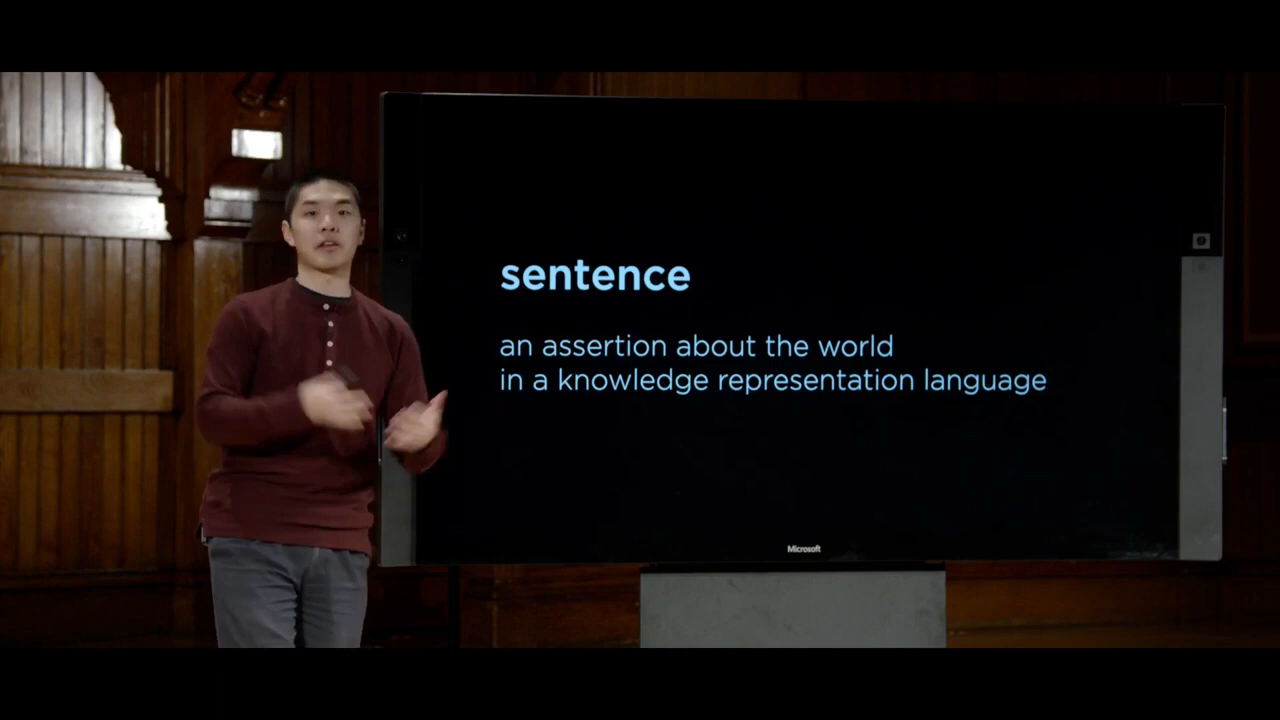 sentence
an assertion about the world
in a knowledge representation language
Microsoft